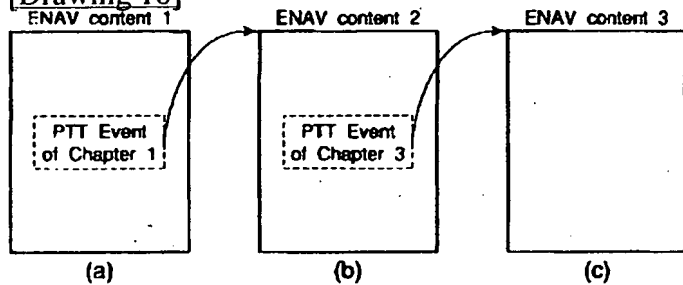 [Drawing 10]
ENAV content 1
ENAV content 2
ENAV content 3
PTT Event
of Chapter 1
PTT Event
of Chapter 3
(a)
(b)
(c)